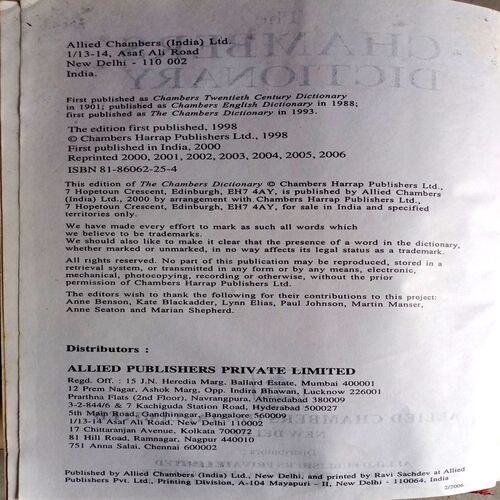 Allied Chambers (India) Ltd.
1/13-14, Asaf Ali Road
New Delhi - 110 002
India.
First published as Chambers Twentieth Century Dictionary
in 1901; published as Chambers English Dictionary in 1988;
first published as The Chambers Dictionary in 1993.
The edition first published, 1998
© Chambers Harrap Publishers Ltd., 1998
First published in India, 2000
Reprinted 2000, 2001, 2002, 2003, 2004, 2005, 2006
ISBN 81-86062-25-4
This edition of The Chambers Dictionary © Chambers Harrap Publishers Ltd.,
7 Hopetoun Crescent, Edinburgh, EH7 4AY, is published by Allied Chambers
(India) Ltd., 2000 by arrangement with Chambers Harrap Publishers Ltd.,
7 Hopetoun Crescent, Edinburgh, EH7 4AY, for sale in India and specified
territories only.
We have made every effort to mark as such all words which
we believe to be trademarks.
We should also like to make it clear that the presence of a word in the dictionary,
whether marked or unmarked, in no way affects its legal status as a trademark.
All rights reserved. No part of this publication may be reproduced, stored in a
retrieval system, or transmitted in any form or by any means, electronic,
mechanical, photocopying, recording or otherwise, without the prior
permission of Chambers Harrap Publishers Ltd.
The editors wish to thank the following for their contributions to this project:
Anne Benson, Kate Blackadder, Lynn Elias, Paul Johnson, Martin Manser,
Anne Seaton and Marian Shepherd.
Distributors :
ALLIED PUBLISHERS PRIVATE LIMITED
Regd. Off. : 15 J.N. Heredia Marg, Ballard Estate, Mumbai 400001
12 Prem Nagar, Ashok Marg, Opp. Indira Bhawan, Lucknow 226001
Prarthna Flats (2nd Floor), Navrangpura, Ahmedabad 380009
3-2-844/6 & 7 Kachiguda Station Road, Hyderabad 500027
5th Main Road, Gandhinagar, Bangalore 560009
1/13-14 Asaf Ali Road, New Delhi 110002
17 Chittaranjan Avenue, Kolkata 700072
81 Hill Road, Ramnagar, Nagpur 440010
751 Anna Salai, Chennai 600002
Published by Allied Chambers (India) Ltd., New Delhi, and printed by Ravi Sachdev at Allied
Publishers Pvt. Ltd., Printing Division, A-104 Mayapuri - II, New Delhi - 110064, India
2/2006